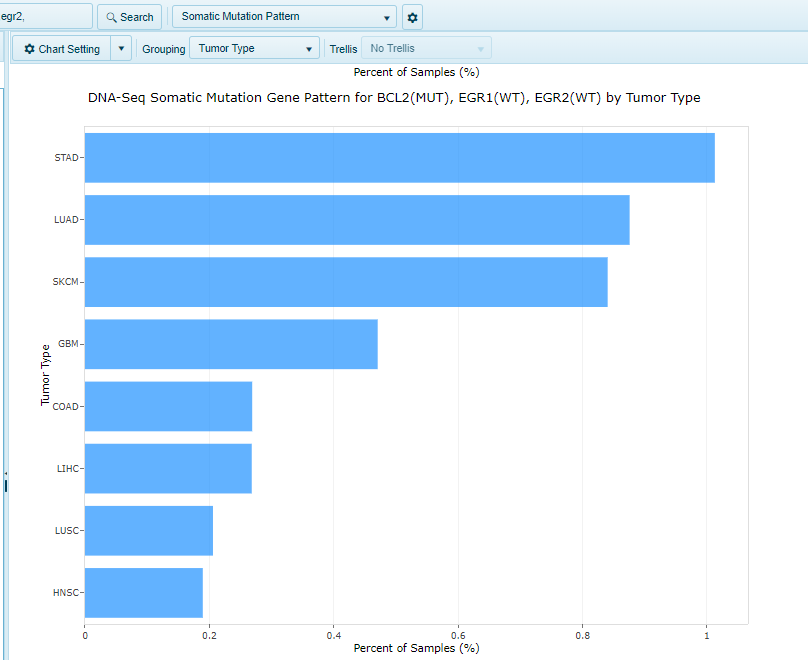 egr2,
Search
Somatic Mutation Pattern
Chart Setting
Grouping
Tumor Type
Trellis
No Trellis
Percent of Samples (%)
DNA-Seq Somatic Mutation Gene Pattern for BCL2(MUT), EGR1(WT), EGR2(WT) by Tumor Type
Tumor Type
STAD
LUAD
SKCM
GBM
COAD
LIHC
LUSC
HNSC
0 0.2 0.4 0.6 0.8 1
Percent of Samples (%)